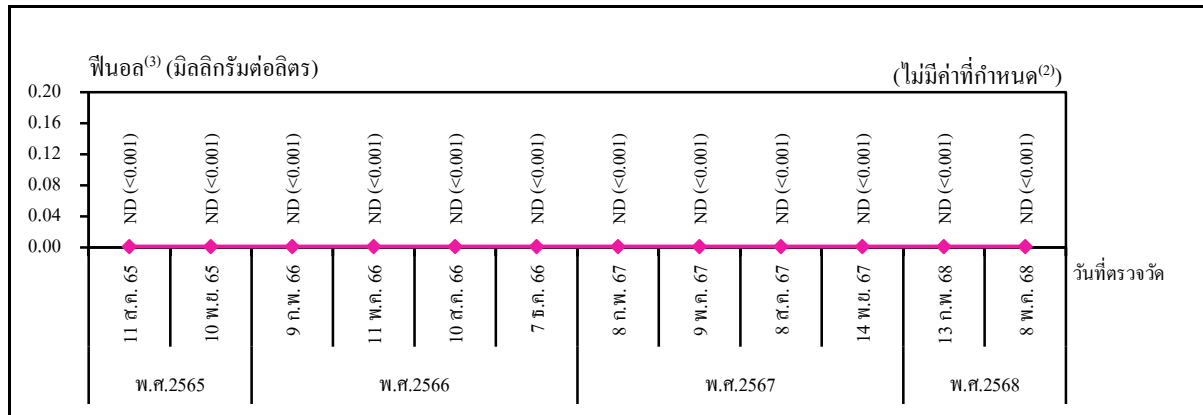 ฟีนอล(3) (มิลลิกรัมต่อลิตร) (ไม่มีค่าที่กำหนด(2))
0.20
0.16
0.12
0.08
0.04
0.00
ND (<0.001) ND (<0.001) ND (<0.001) ND (<0.001) ND (<0.001) ND (<0.001) ND (<0.001) ND (<0.001) ND (<0.001) ND (<0.001) ND (<0.001) ND (<0.001)
11 ส.ค. 65 10 พ.ย. 65 9 ก.พ. 66 11 พ.ค. 66 10 ส.ค. 66 7 ธ.ค. 66 8 ก.พ. 67 9 พ.ค. 67 8 ส.ค. 67 14 พ.ย. 67 13 ก.พ. 68 8 พ.ค. 68
วันที่ตรวจวัด
พ.ศ.2565 พ.ศ.2566 พ.ศ.2567 พ.ศ.2568